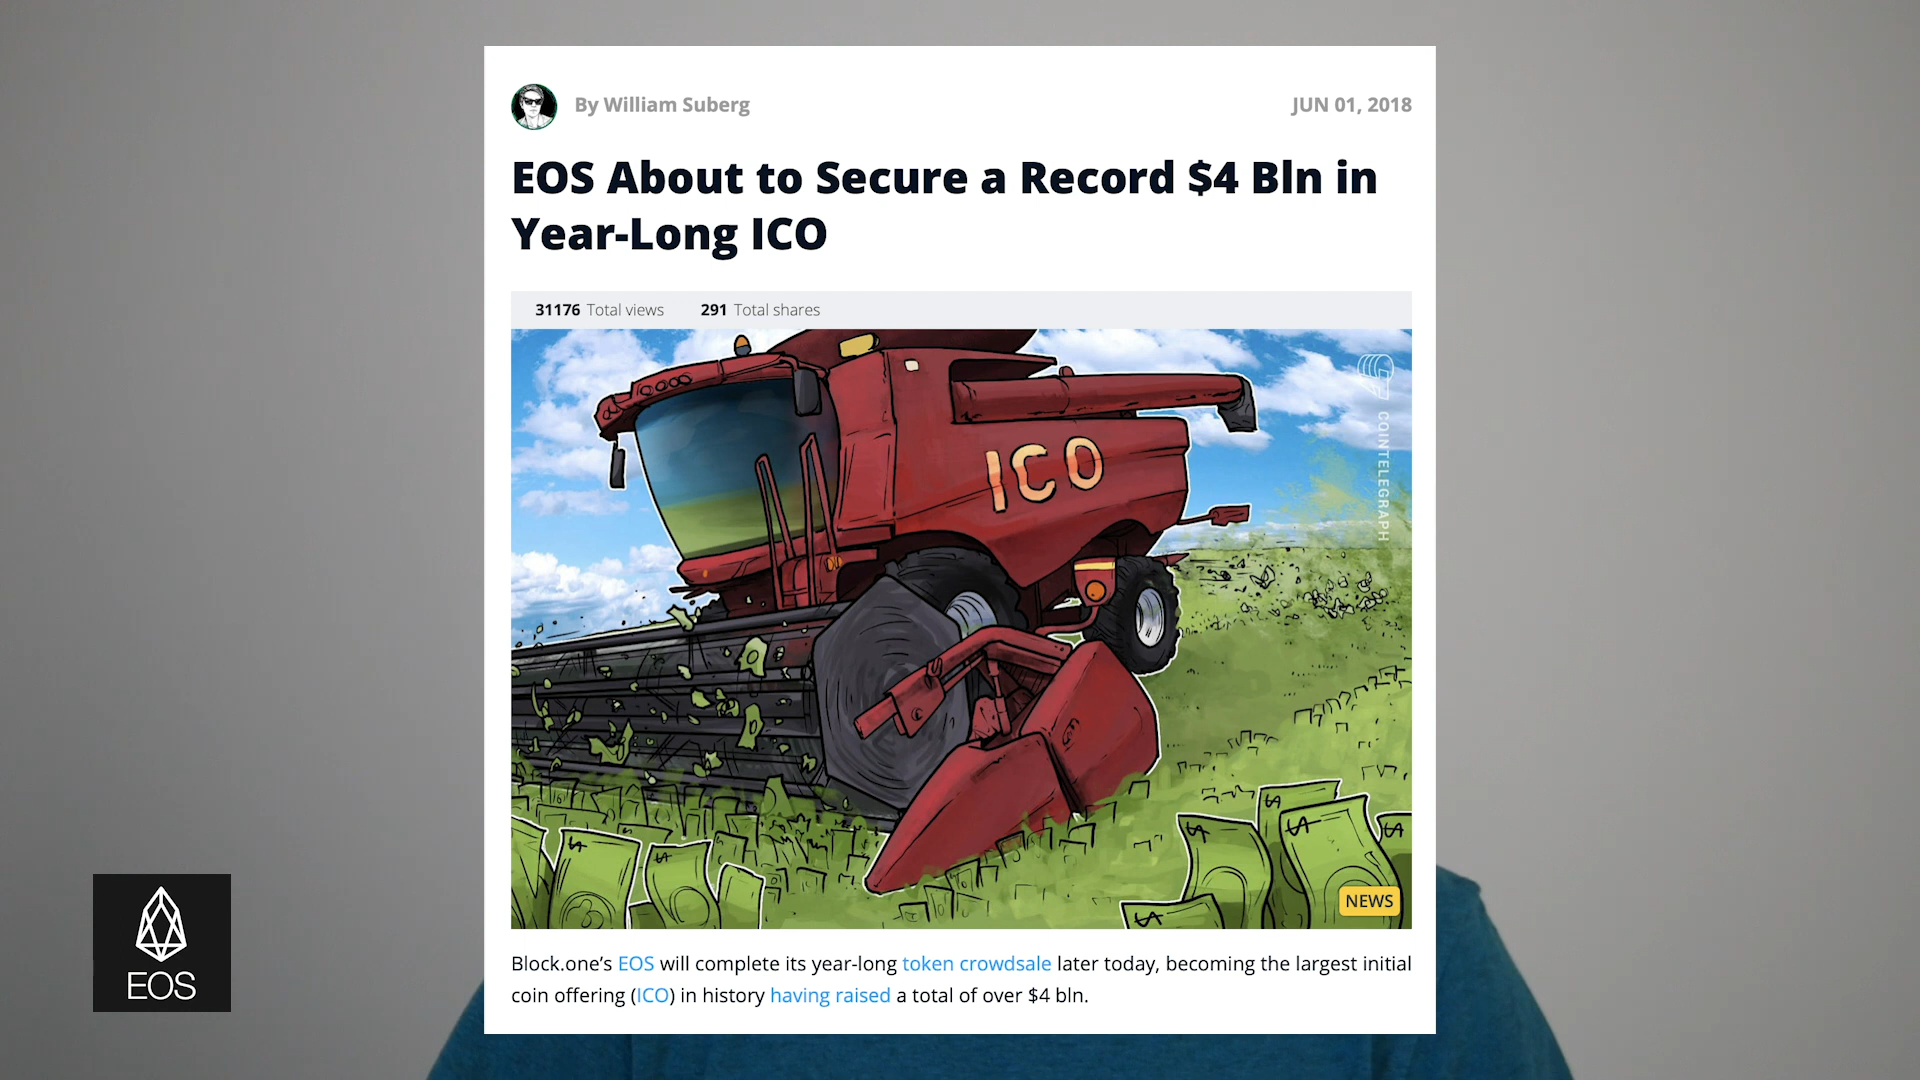 By William Suberg
JUN 01, 2018
EOS About to Secure a Record $4 Bln in
Year-Long ICO
31176 Total views 291 Total shares
ICO
COINTELEGRAPH
NEWS
Block.one’s EOS will complete its year-long token crowdsale later today, becoming the largest initial
coin offering (ICO) in history having raised a total of over $4 bln.
EOS